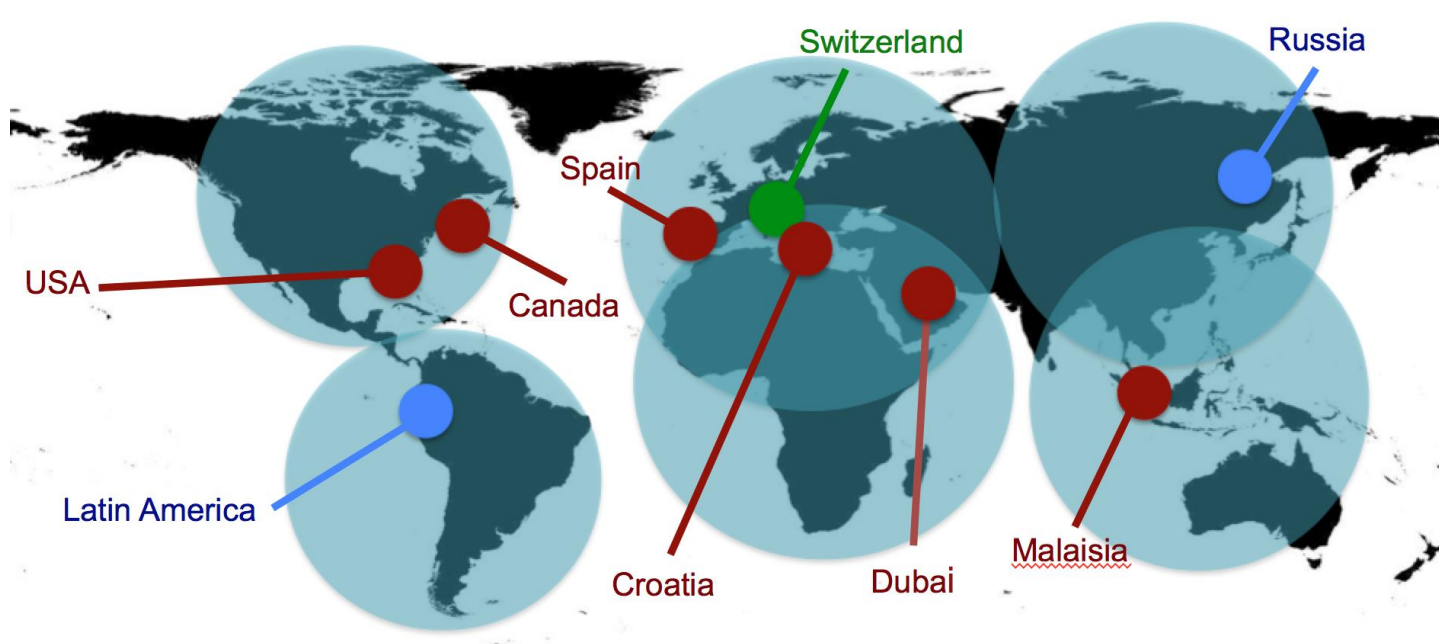 Switzerland
Russia
Spain
USA
Canada
Latin America
Croatia
Dubai
Malaisia